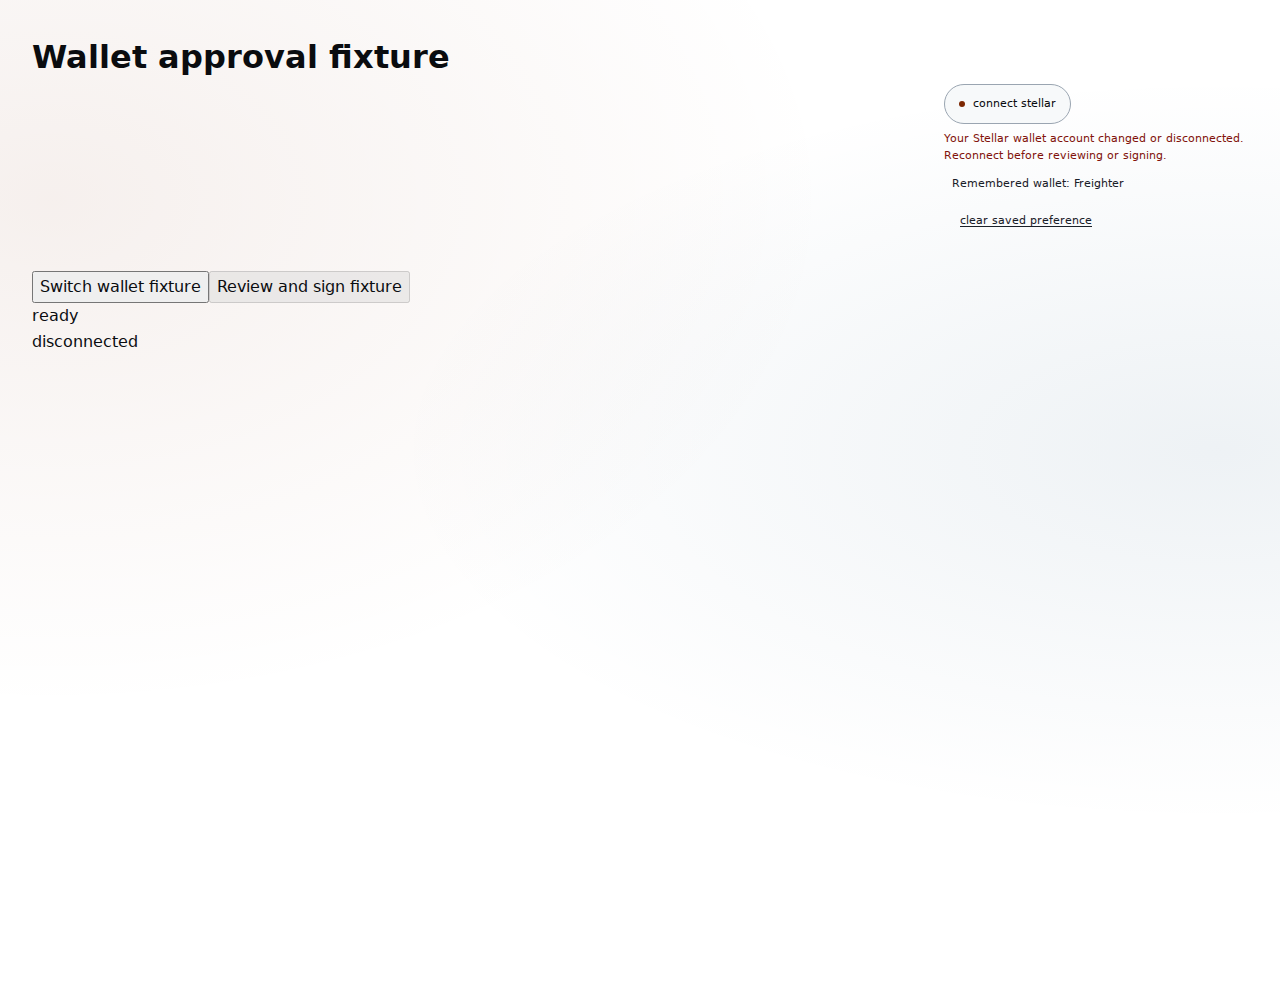 Wallet approval fixture
connect stellar
Your Stellar wallet account changed or disconnected.
Reconnect before reviewing or signing.
Remembered wallet: Freighter
clear saved preference
Switch wallet fixture Review and sign fixture
ready
disconnected